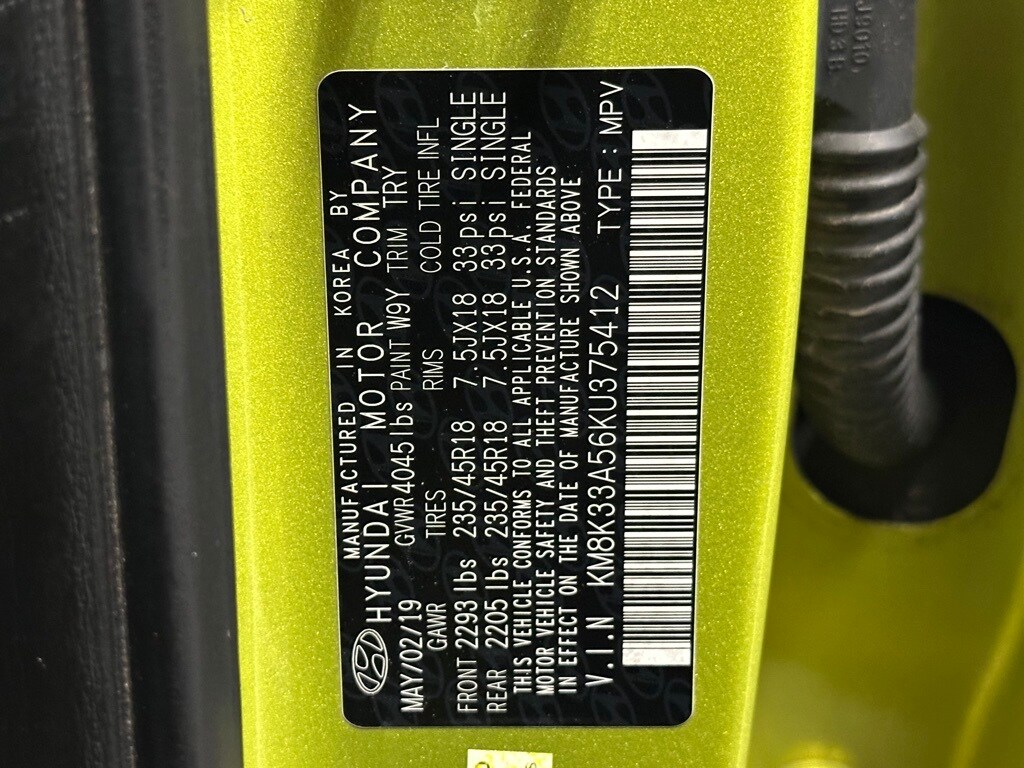 MANUFACTURED IN KOREA BY
HYUNDAI MOTOR COMPANY
MAY/02/19 GVWR 4045lbs PAINT W9Y TRIM TRY
GAWR TIRES RIMS COLD TIRE INFL
FRONT 2293 lbs 235/45R18 7.5JX18 33psi SINGLE
REAR 2205 lbs 235/45R18 7.5JX18 33psi SINGLE
THIS VEHICLE CONFORMS TO ALL APPLICABLE U.S.A. FEDERAL
MOTOR VEHICLE SAFETY AND THEFT PREVENTION STANDARDS
IN EFFECT ON THE DATE OF MANUFACTURE SHOWN ABOVE.
V.I.N KM8K33A56KU375412 TYPE : MPV